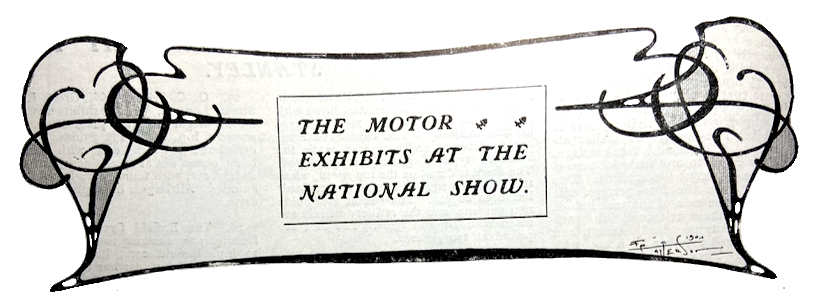 THE MOTOR
EXHIBITS AT THE
NATIONAL SHOW.